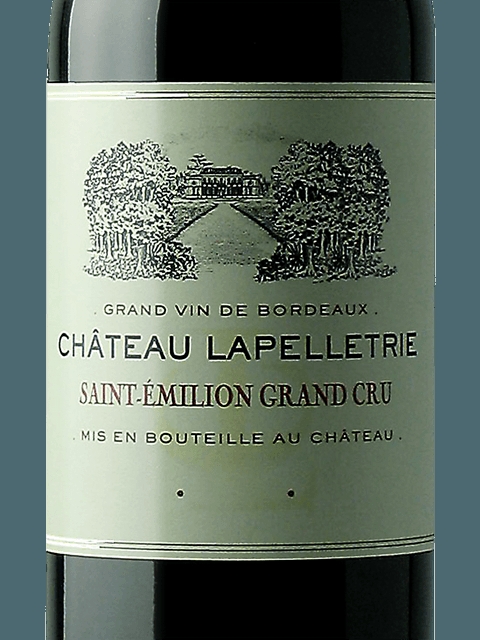 . GRAND VIN DE BORDEAUX .
CHÂTEAU LAPELLETRIE
SAINT-ÉMILION GRAND CRU
. MIS EN BOUTEILLE AU CHÂTEAU .